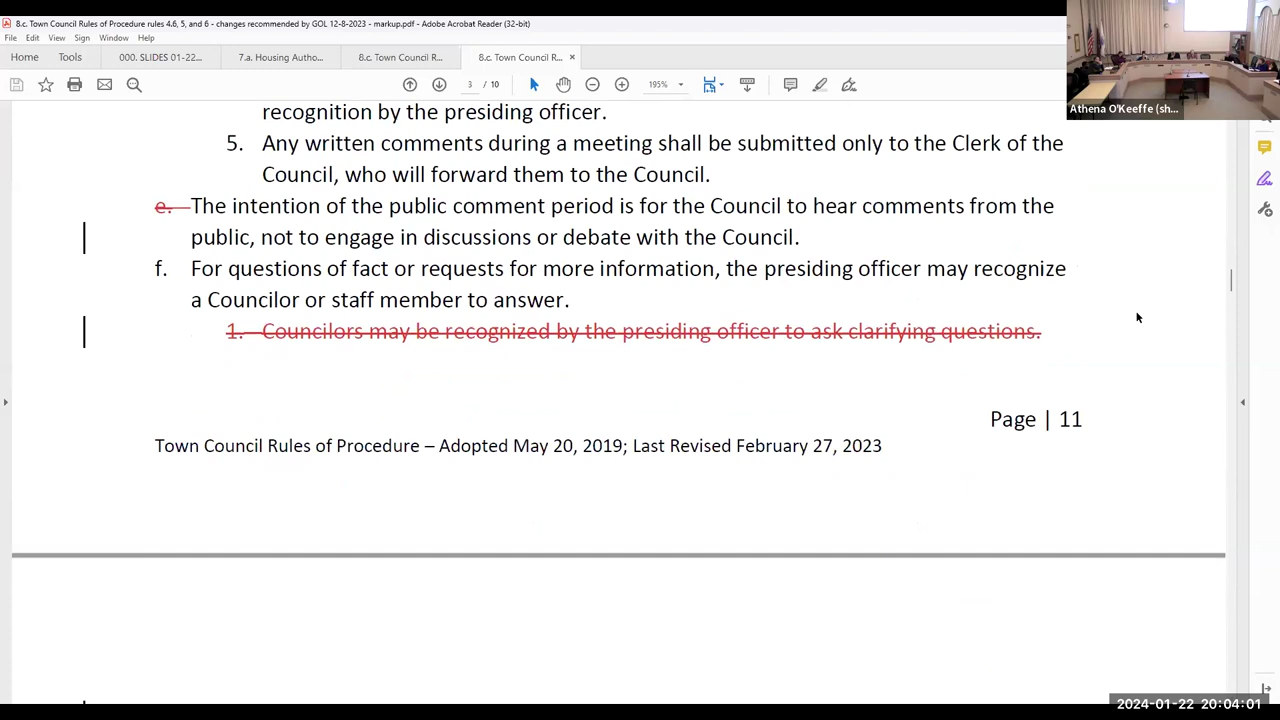 8.c. Town Council Rules of Procedure rules 4.6, 5, and 6 - changes recommended by GOL 12-8-2023 - markup.pdf - Adobe Acrobat Reader (32-bit)
File Edit View Sign Window Help
Home Tools 000. SLIDES 01-22... 7.a. Housing Autho... 8.c. Town Council R... 8.c. Town Council R... ×
3 / 10 195%
Athena O'Keeffe (sh...
recognition by the presiding officer.
5. Any written comments during a meeting shall be submitted only to the Clerk of the
Council, who will forward them to the Council.
e. The intention of the public comment period is for the Council to hear comments from the
public, not to engage in discussions or debate with the Council.
f. For questions of fact or requests for more information, the presiding officer may recognize
a Councilor or staff member to answer.
1. Councilors may be recognized by the presiding officer to ask clarifying questions.
Page | 11
Town Council Rules of Procedure – Adopted May 20, 2019; Last Revised February 27, 2023
2024-01-22 20:04:01